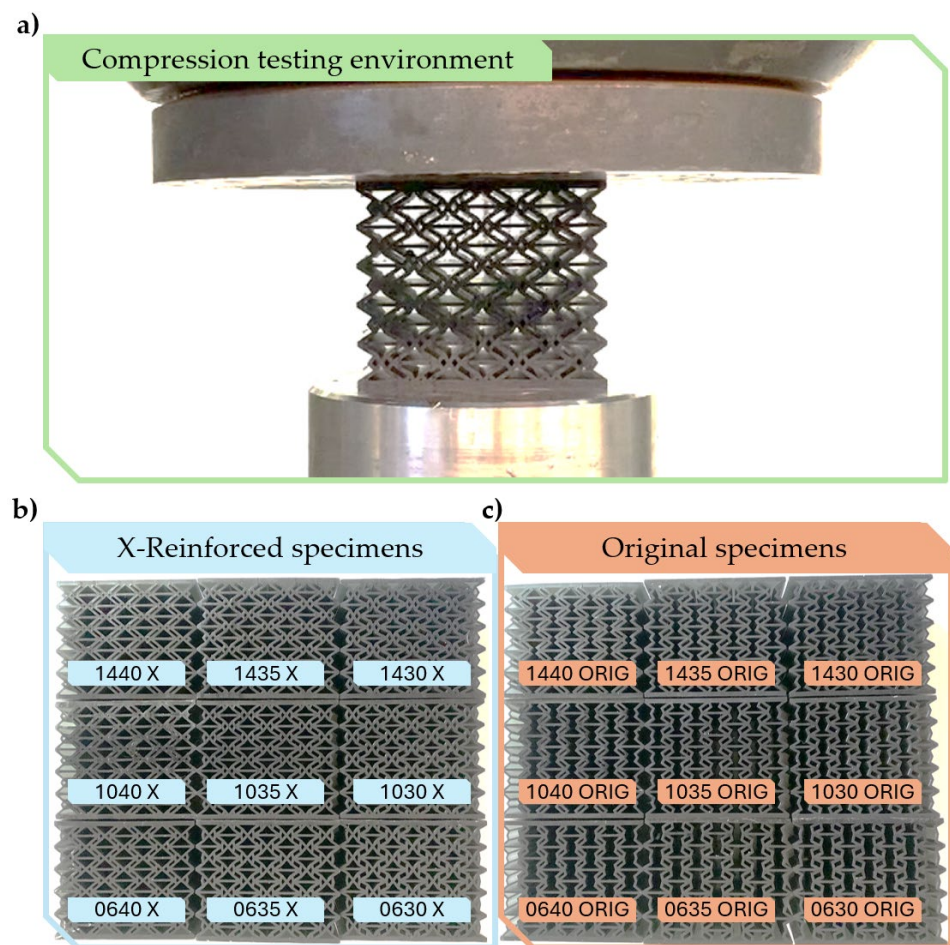 a)
Compression testing environment
b)
X-Reinforced specimens
1440 X
1435 X
1430 X
1040 X
1035 X
1030 X
0640 X
0635 X
0630 X
c)
Original specimens
1440 ORIG
1435 ORIG
1430 ORIG
1040 ORIG
1035 ORIG
1030 ORIG
0640 ORIG
0635 ORIG
0630 ORIG